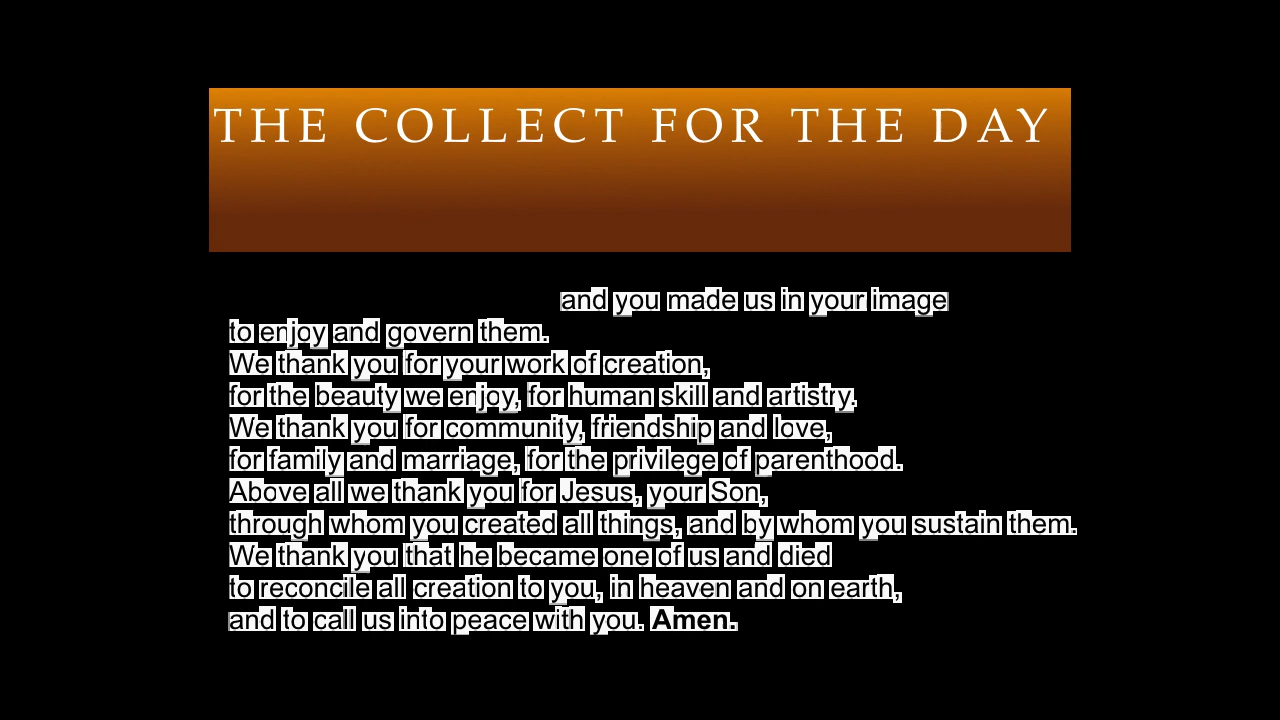 THE COLLECT FOR THE DAY
and you made us in your image
to enjoy and govern them.
We thank you for your work of creation,
for the beauty we enjoy, for human skill and artistry.
We thank you for community, friendship and love,
for family and marriage, for the privilege of parenthood.
Above all we thank you for Jesus, your Son,
through whom you created all things, and by whom you sustain them.
We thank you that he became one of us and died
to reconcile all creation to you, in heaven and on earth,
and to call us into peace with you. Amen.